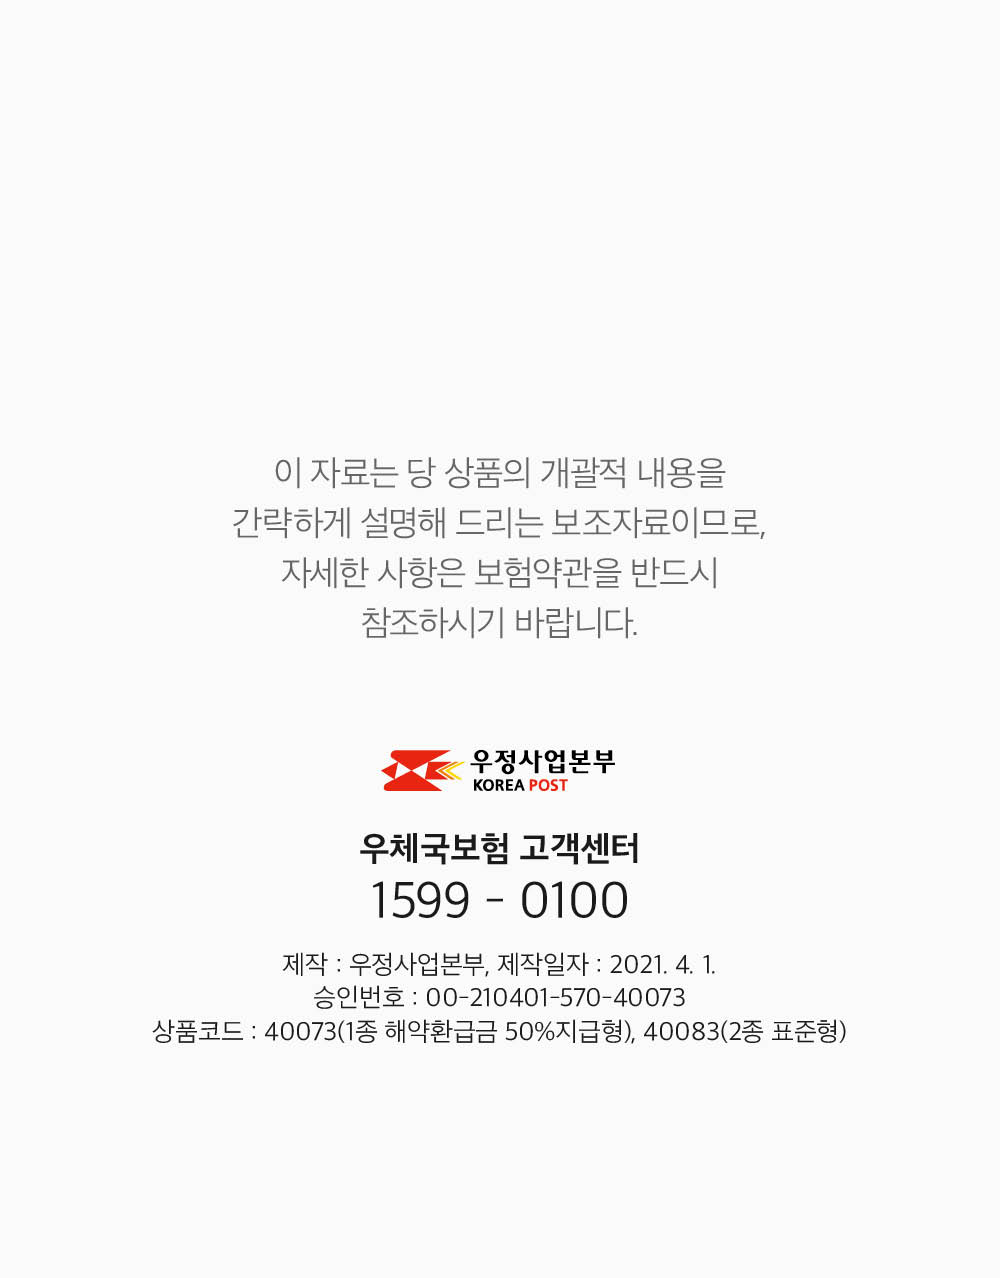 이 자료는 당 상품의 개괄적 내용을
간략하게 설명해 드리는 보조자료이므로,
자세한 사항은 보험약관을 반드시
참조하시기 바랍니다.
우정사업본부
KOREA POST
우체국보험 고객센터
1599 - 0100
제작 : 우정사업본부, 제작일자 : 2021. 4. 1.
승인번호 : 00-210401-570-40073
상품코드 : 40073(1종 해약환급금 50%지급형), 40083(2종 표준형)